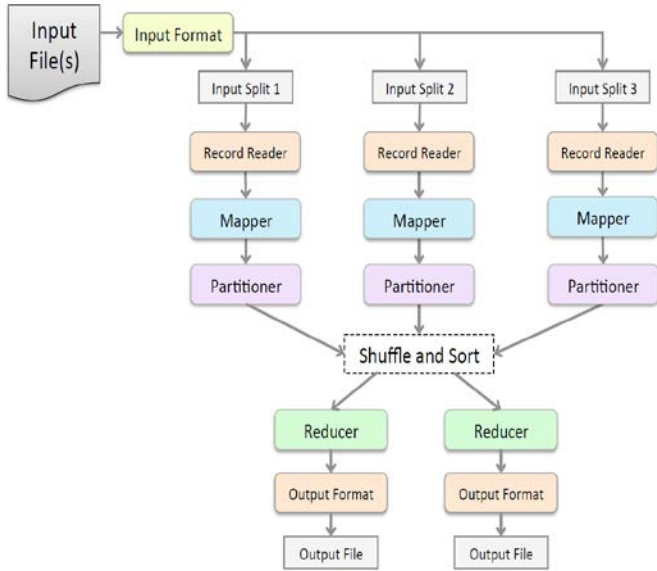 Input
File(s)
Input Format
Input Split 1
Input Split 2
Input Split 3
Record Reader
Record Reader
Record Reader
Mapper
Mapper
Mapper
Partitioner
Partitioner
Partitioner
Shuffle and Sort
Reducer
Reducer
Output Format
Output Format
Output File
Output File